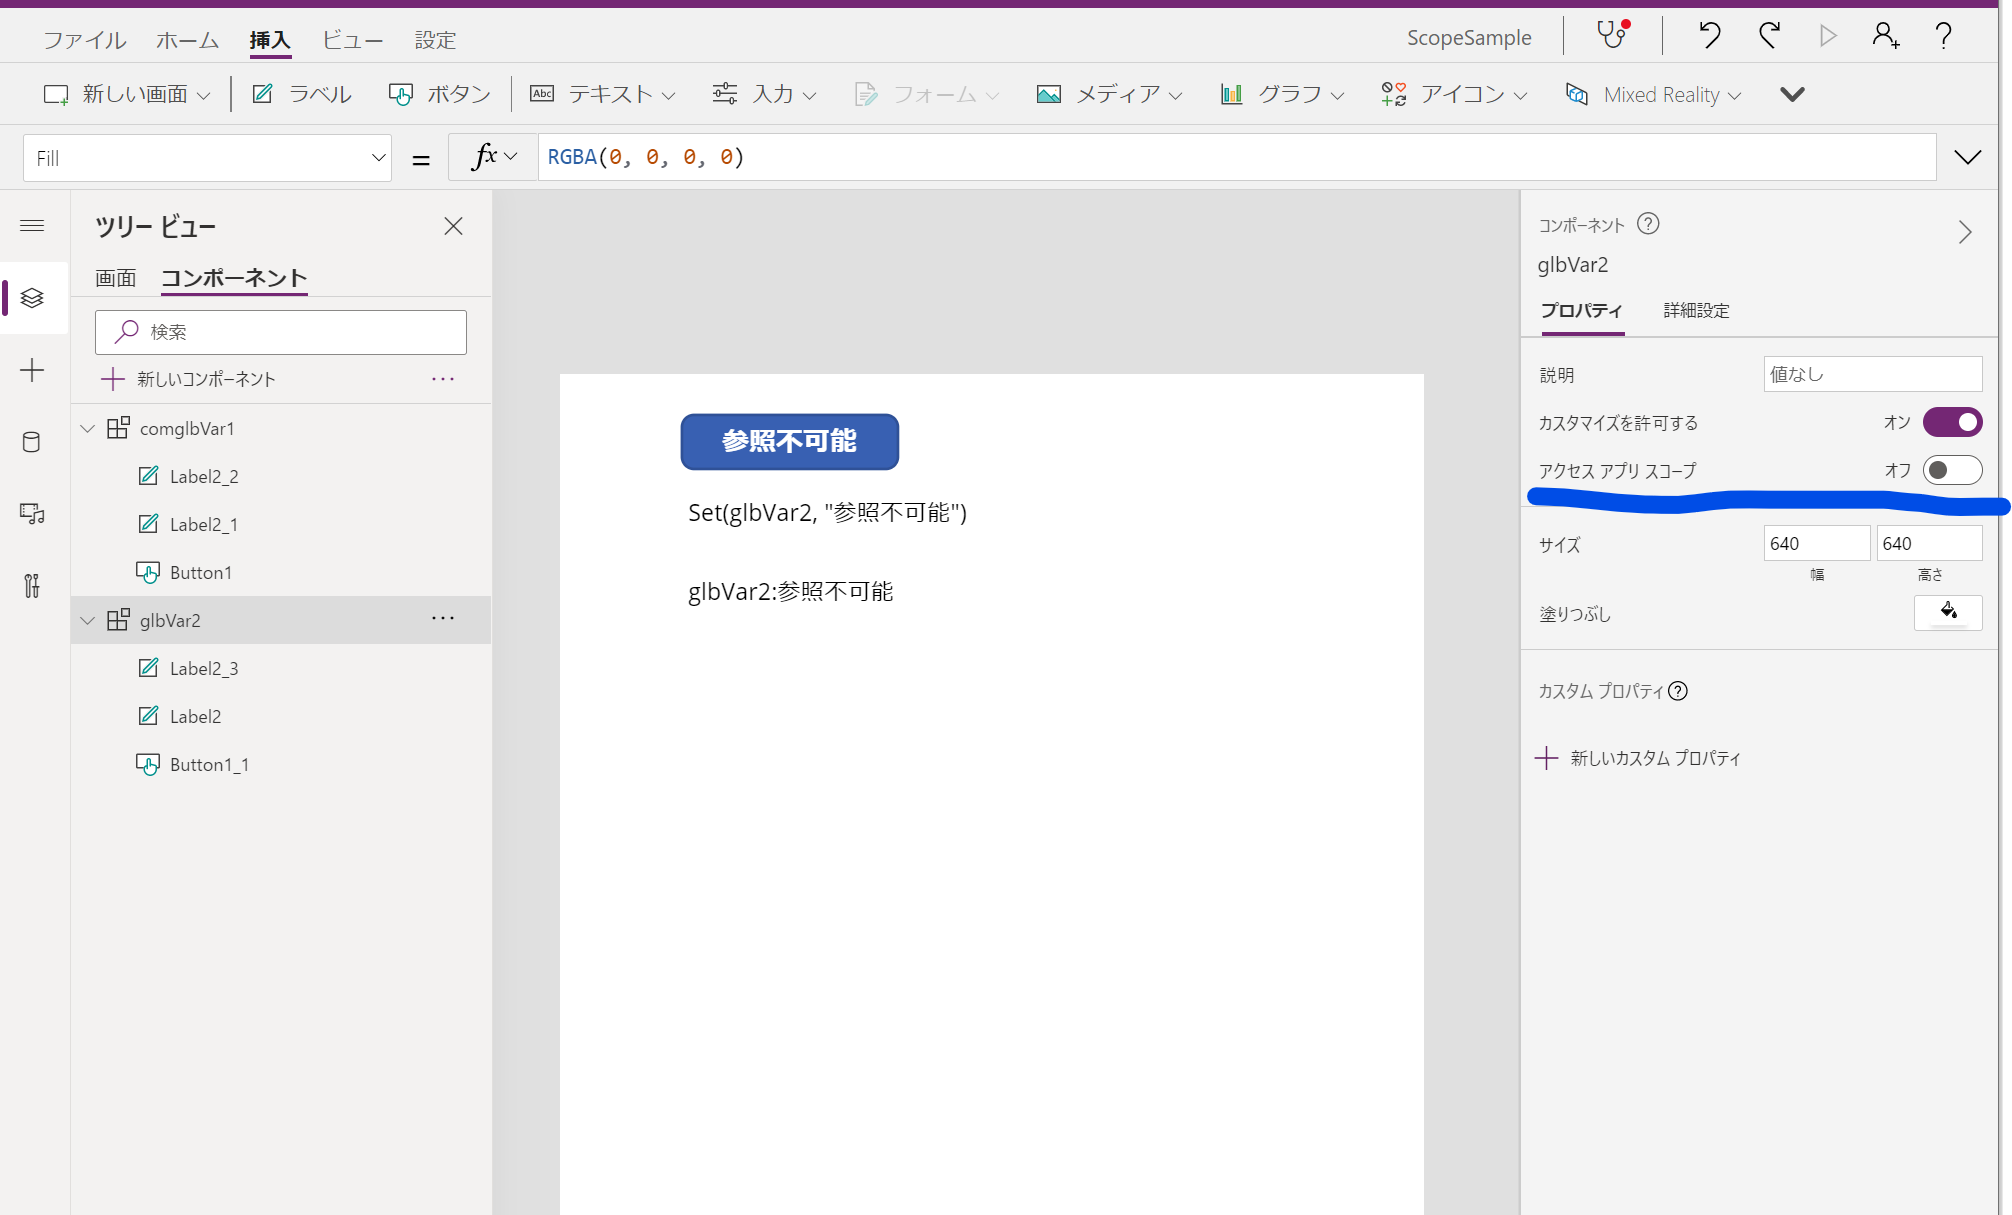 ファイル ホーム 挿入 ビュー 設定 ScopeSample
新しい画面 ラベル ボタン Abc テキスト 入力 フォーム メディア グラフ アイコン Mixed Reality
Fill = fx RGBA(0, 0, 0, 0)
ツリー ビュー
画面 コンポーネント
検索
新しいコンポーネント ...
comglbVar1
Label2_2
Label2_1
Button1
glbVar2 ...
Label2_3
Label2
Button1_1
参照不可能
Set(glbVar2, "参照不可能")
glbVar2:参照不可能
コンポーネント ?
glbVar2
プロパティ 詳細設定
説明 値なし
カスタマイズを許可する オン
アクセス アプリ スコープ オフ
サイズ 640 640
幅 高さ
塗りつぶし
カスタム プロパティ ?
新しいカスタム プロパティ